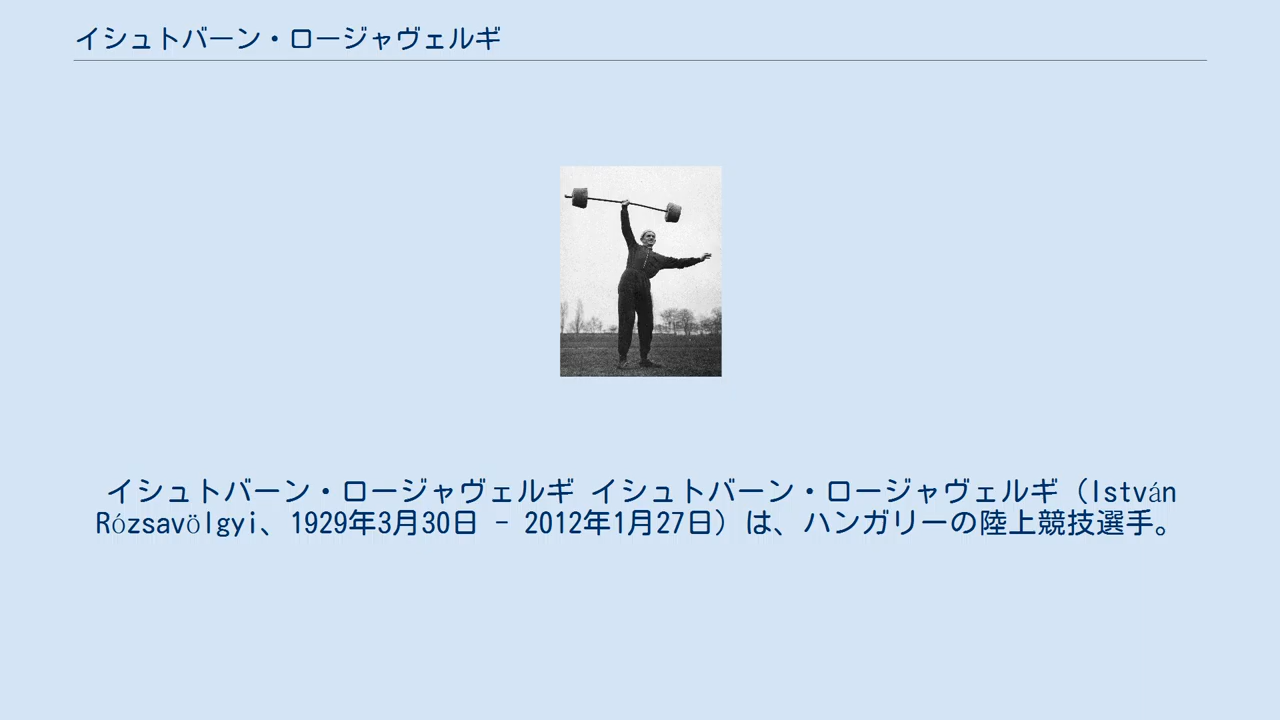 イシュトバーン・ロージャヴェルギ
イシュトバーン・ロージャヴェルギ イシュトバーン・ロージャヴェルギ（István
Rózsavölgyi、1929年3月30日 - 2012年1月27日）は、ハンガリーの陸上競技選手。